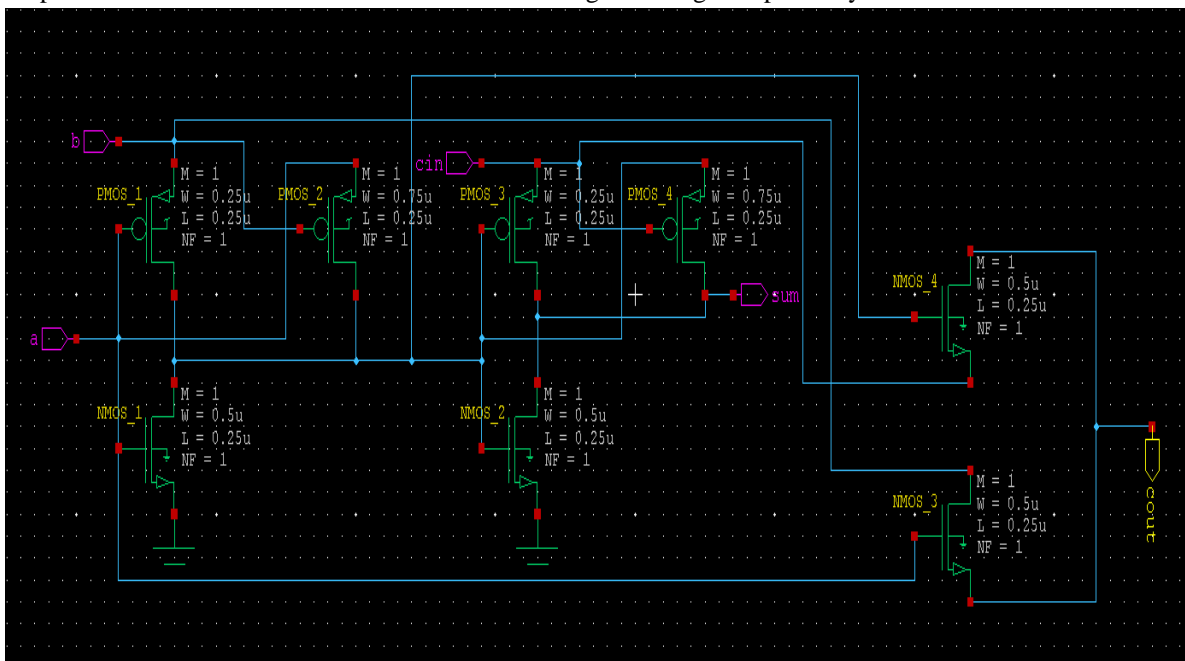 b
PMOS_1
M = 1
W = 0.25u
L = 0.25u
NF = 1
PMOS_2
M = 1
W = 0.75u
L = 0.25u
NF = 1
cin
PMOS_3
M = 1
W = 0.25u
L = 0.25u
NF = 1
PMOS_4
M = 1
W = 0.75u
L = 0.25u
NF = 1
sum
NMOS_4
M = 1
W = 0.5u
L = 0.25u
NF = 1
a
NMOS_1
M = 1
W = 0.5u
L = 0.25u
NF = 1
NMOS_2
M = 1
W = 0.5u
L = 0.25u
NF = 1
NMOS_3
M = 1
W = 0.5u
L = 0.25u
NF = 1
cout